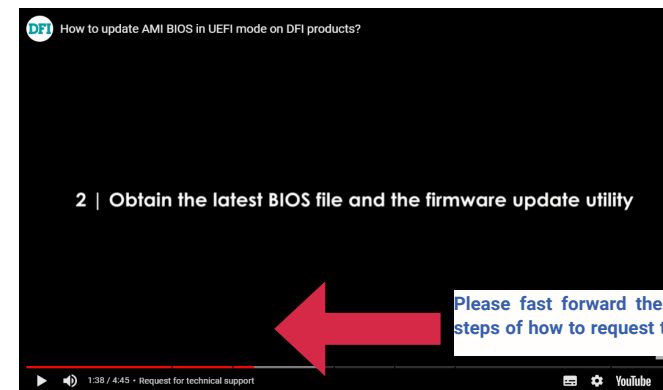 DFI How to update AMI BIOS in UEFI mode on DFI products?
2 | Obtain the latest BIOS file and the firmware update utility
Please fast forward the
steps of how to request
1:38 / 4:45 • Request for technical support
YouTube